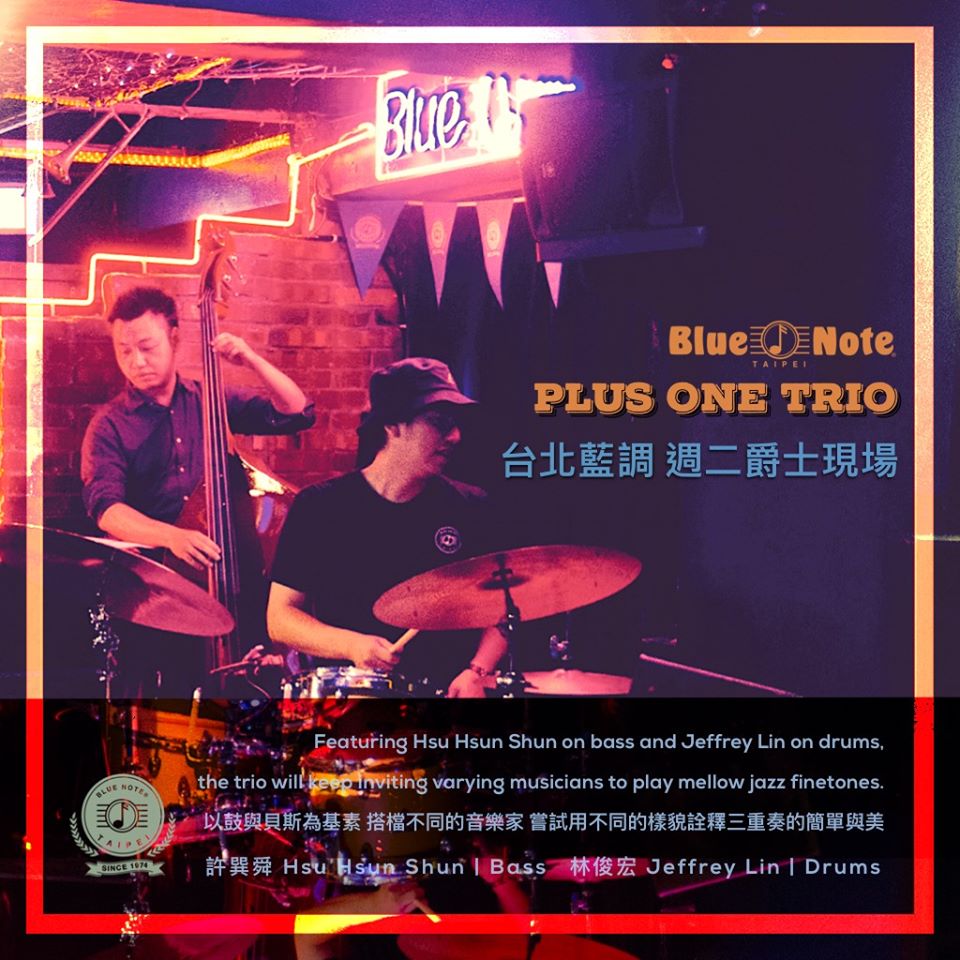 Blue
Blue Note
TAIPEI
PLUS ONE TRIO
台北藍調 週二爵士現場
Featuring Hsu Hsun Shun on bass and Jeffrey Lin on drums,
the trio will keep inviting varying musicians to play mellow jazz finetones.
以鼓與貝斯為基素 搭檔不同的音樂家 嘗試用不同的樣貌詮釋三重奏的簡單與美
許巽舜 Hsu Hsun Shun | Bass 林俊宏 Jeffrey Lin | Drums
BLUE NOTE®
TAIPEI
SINCE 1974